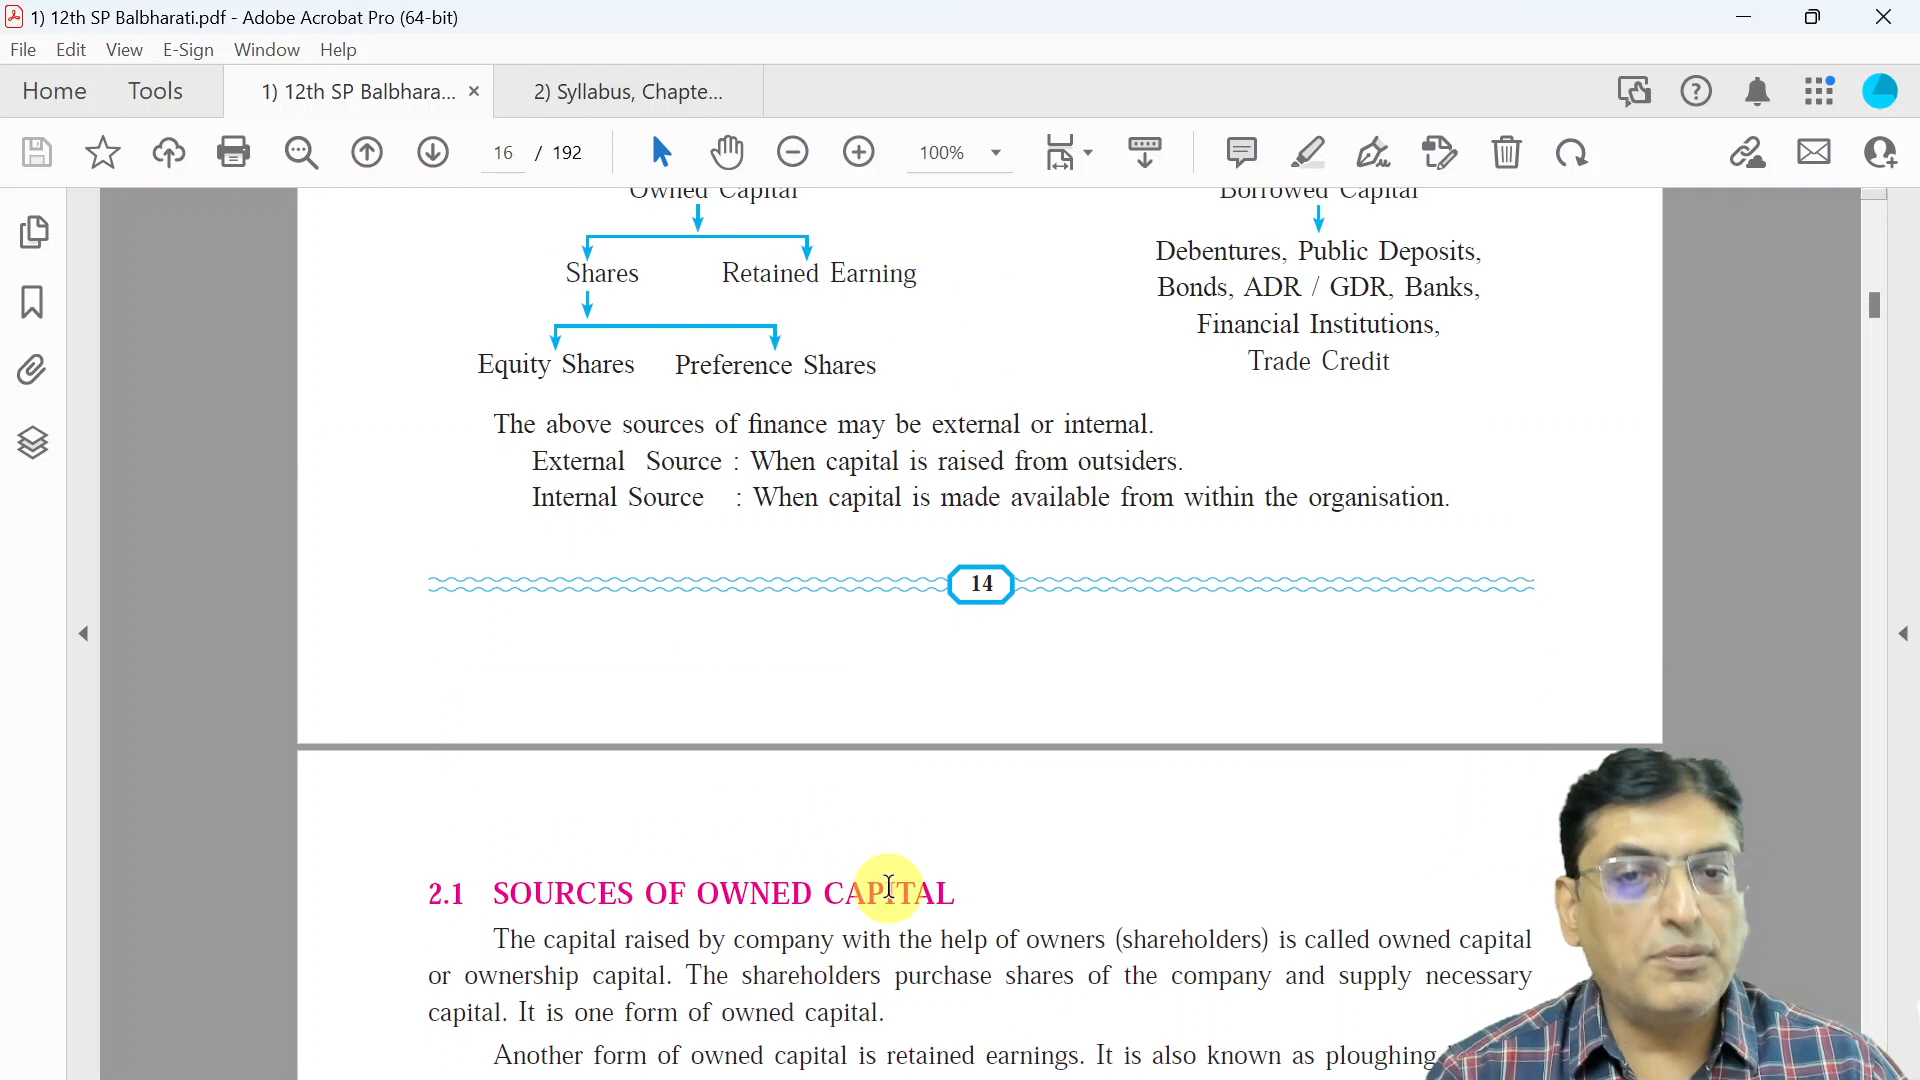 1) 12th SP Balbharati.pdf - Adobe Acrobat Pro (64-bit)
File Edit View E-Sign Window Help
Home Tools 1) 12th SP Balbhara... × 2) Syllabus, Chapte...
16 / 192 100%
Owned Capital Borrowed Capital
Shares Retained Earning
Debentures, Public Deposits,
Bonds, ADR / GDR, Banks,
Financial Institutions,
Trade Credit
Equity Shares Preference Shares
The above sources of finance may be external or internal.
External Source : When capital is raised from outsiders.
Internal Source : When capital is made available from within the organisation.
14
2.1 SOURCES OF OWNED CAPITAL
The capital raised by company with the help of owners (shareholders) is called owned capital
or ownership capital. The shareholders purchase shares of the company and supply necessary
capital. It is one form of owned capital.
Another form of owned capital is retained earnings. It is also known as ploughing